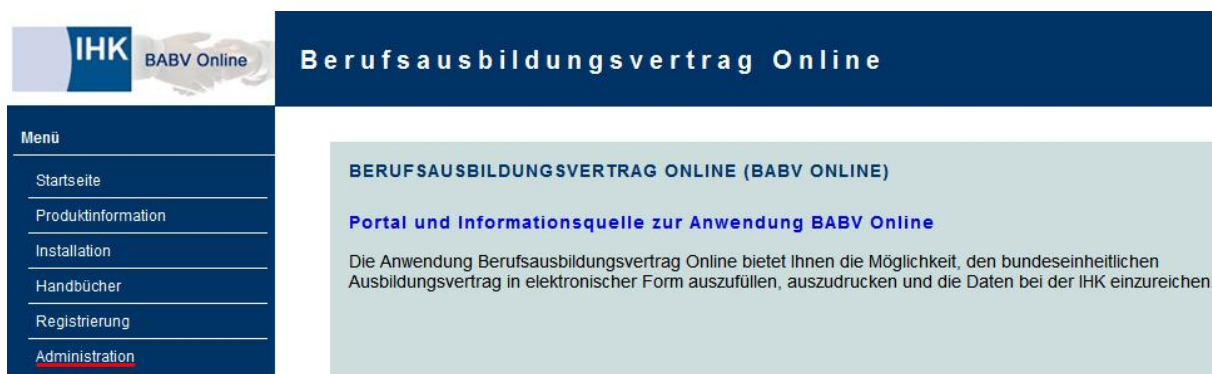 IHK BABV Online
Berufsausbildungsvertrag Online
Menü
Startseite
Produktinformation
Installation
Handbücher
Registrierung
Administration
BERUFSAUSBILDUNGSVERTRAG ONLINE (BABV ONLINE)
Portal und Informationsquelle zur Anwendung BABV Online
Die Anwendung Berufsausbildungsvertrag Online bietet Ihnen die Möglichkeit, den bundeseinheitlichen
Ausbildungsvertrag in elektronischer Form auszufüllen, auszudrucken und die Daten bei der IHK einzureichen